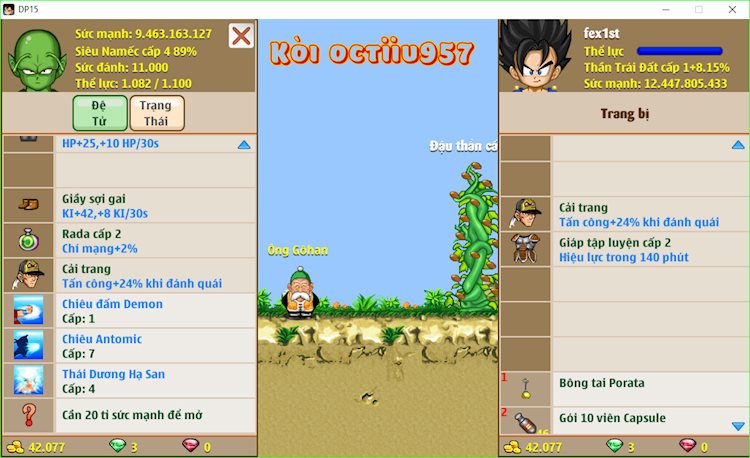 DP15
Sức mạnh: 9.463.163.127
Siêu Namếc cấp 4 89%
Sức đánh: 11.000
Thể lực: 1.082 / 1.100
Đệ
Tử
Trạng
Thái
HP+25,+10 HP/30s
Giầy sợi gai
KI+42,+8 KI/30s
Rada cấp 2
Chí mạng+2%
Cải trang
Tấn công+24% khi đánh quái
Chiêu đấm Demon
Cấp: 1
Chiêu Antomic
Cấp: 7
Thái Dương Hạ San
Cấp: 4
Cần 20 tỉ sức mạnh để mở
42.077
3
0
Kòi octiiu957
Đậu thần cấ
Ông Gôhan
fex1st
Thể lực
Thần Trái Đất cấp 1+8.15%
Sức mạnh: 12.447.805.433
Trang bị
Cải trang
Tấn công+24% khi đánh quái
Giáp tập luyện cấp 2
Hiệu lực trong 140 phút
1
Bông tai Porata
2
Gói 10 viên Capsule
46
42.077
3
0